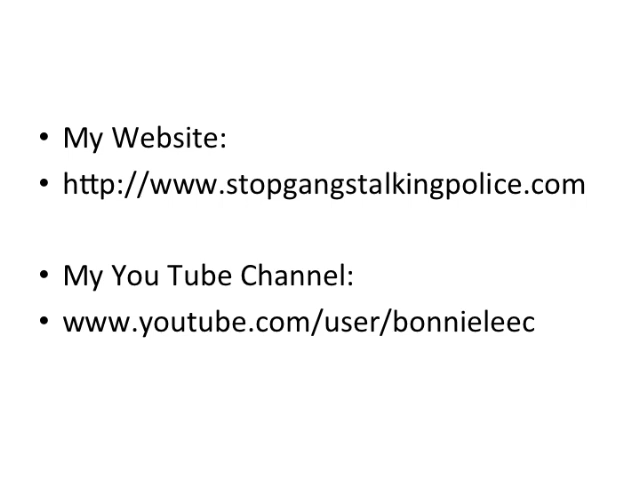 • My Website:
• http://www.stopgangstalkingpolice.com
• My You Tube Channel:
• www.youtube.com/user/bonnieleec